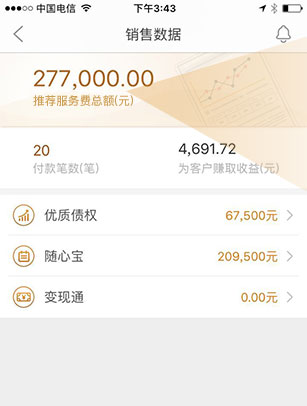 中国电信 下午3:43
销售数据
277,000.00
推荐服务费总额(元)
20 4,691.72
付款笔数(笔) 为客户赚取收益(元)
优质债权 67,500元
随心宝 209,500元
变现通 0.00元